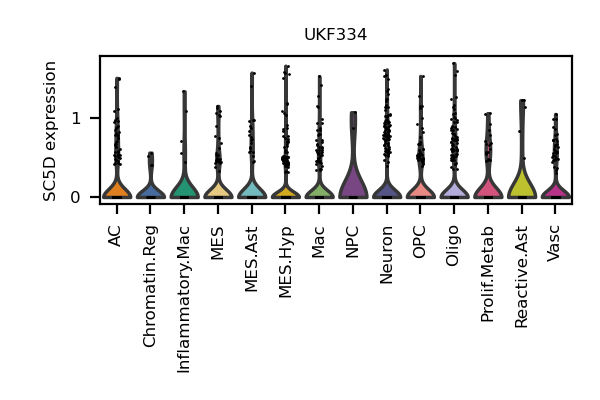 UKF334
SC5D expression
1
0
AC
Chromatin.Reg
Inflammatory.Mac
MES
MES.Ast
MES.Hyp
Mac
NPC
Neuron
OPC
Oligo
Prolif.Metab
Reactive.Ast
Vasc